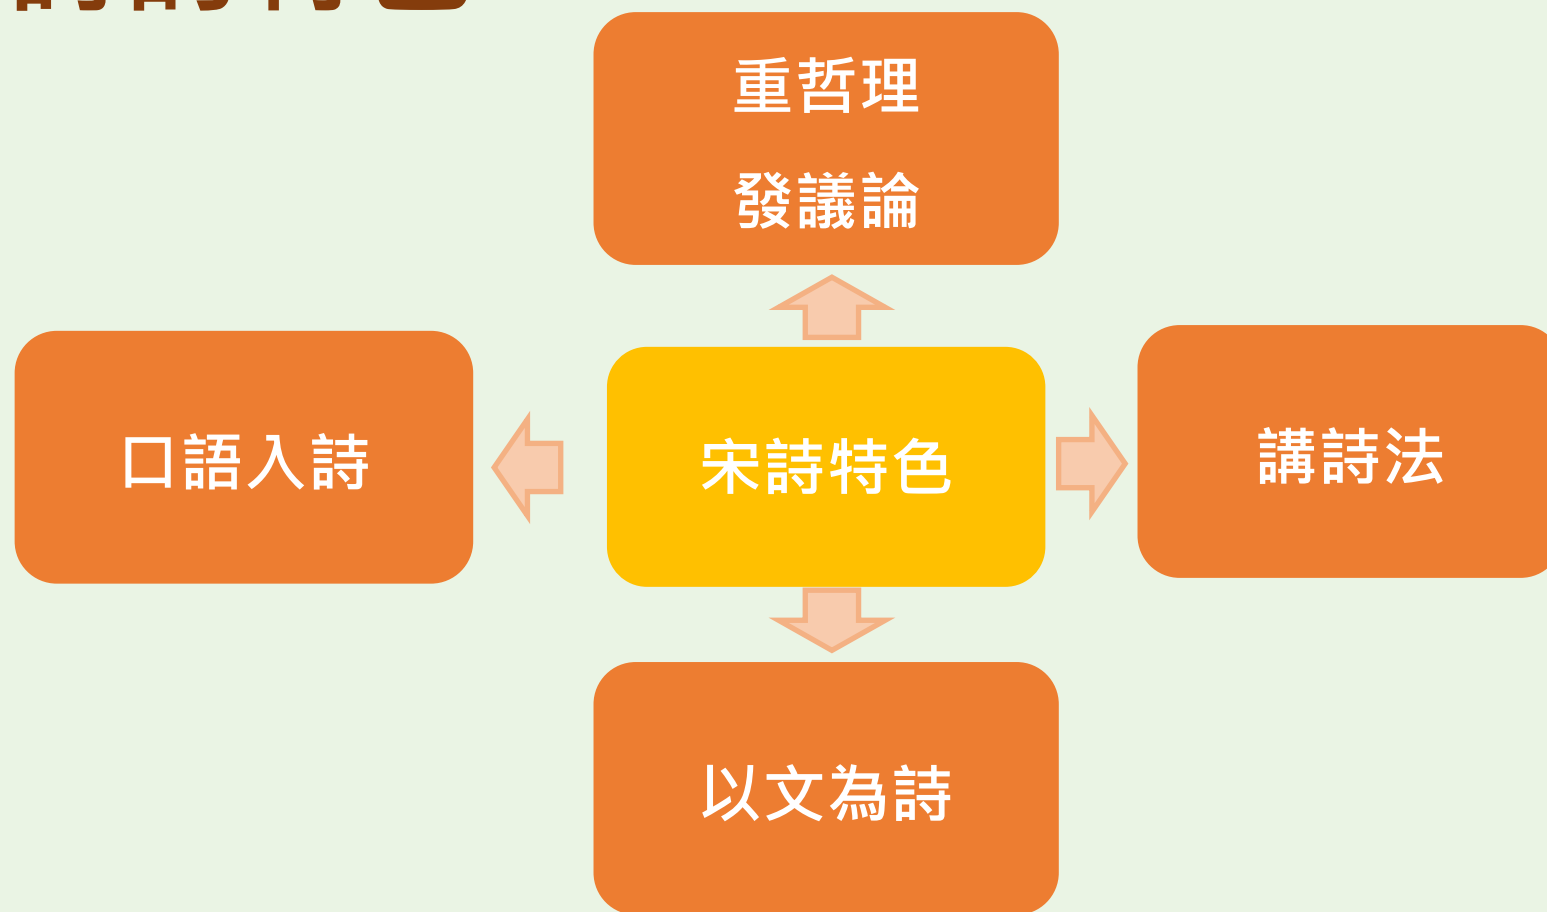 重哲理
發議論
口語入詩
宋詩特色
講詩法
以文為詩